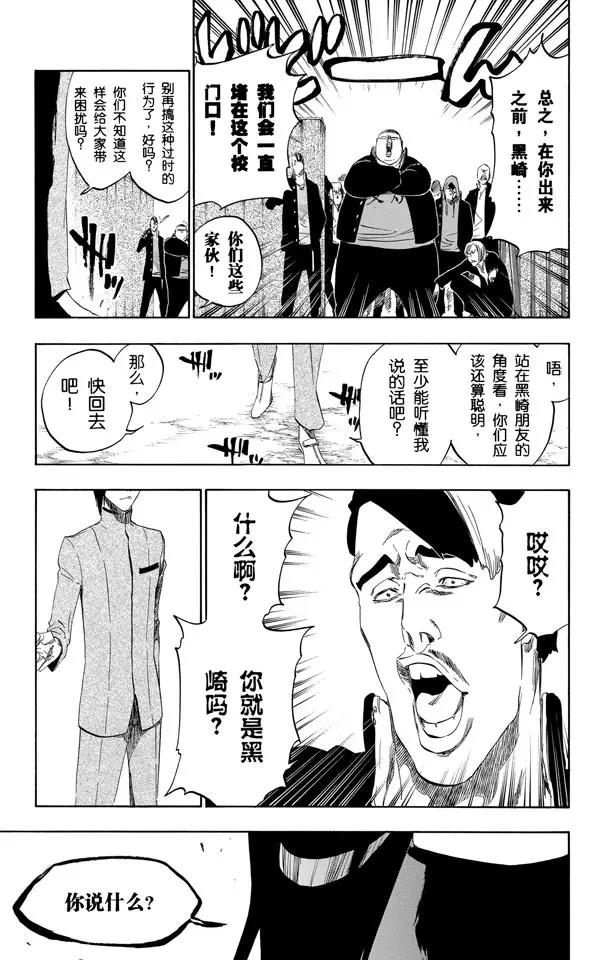 总之，在你出来
之前，黑崎……
我们会一直
堵在这个校
门口！
你们这些
家伙！
别再搞这种过时的
行为了，好吗？
你们不知道这
样会给大家带
来困扰吗？
唔，
站在黑崎朋友的
角度看，你们应
该还算聪明，
至少能听懂我
说的话吧？
那么，
快回去
吧！
哎哎？
什么啊？
你就是黑
崎吗？
你说什么？